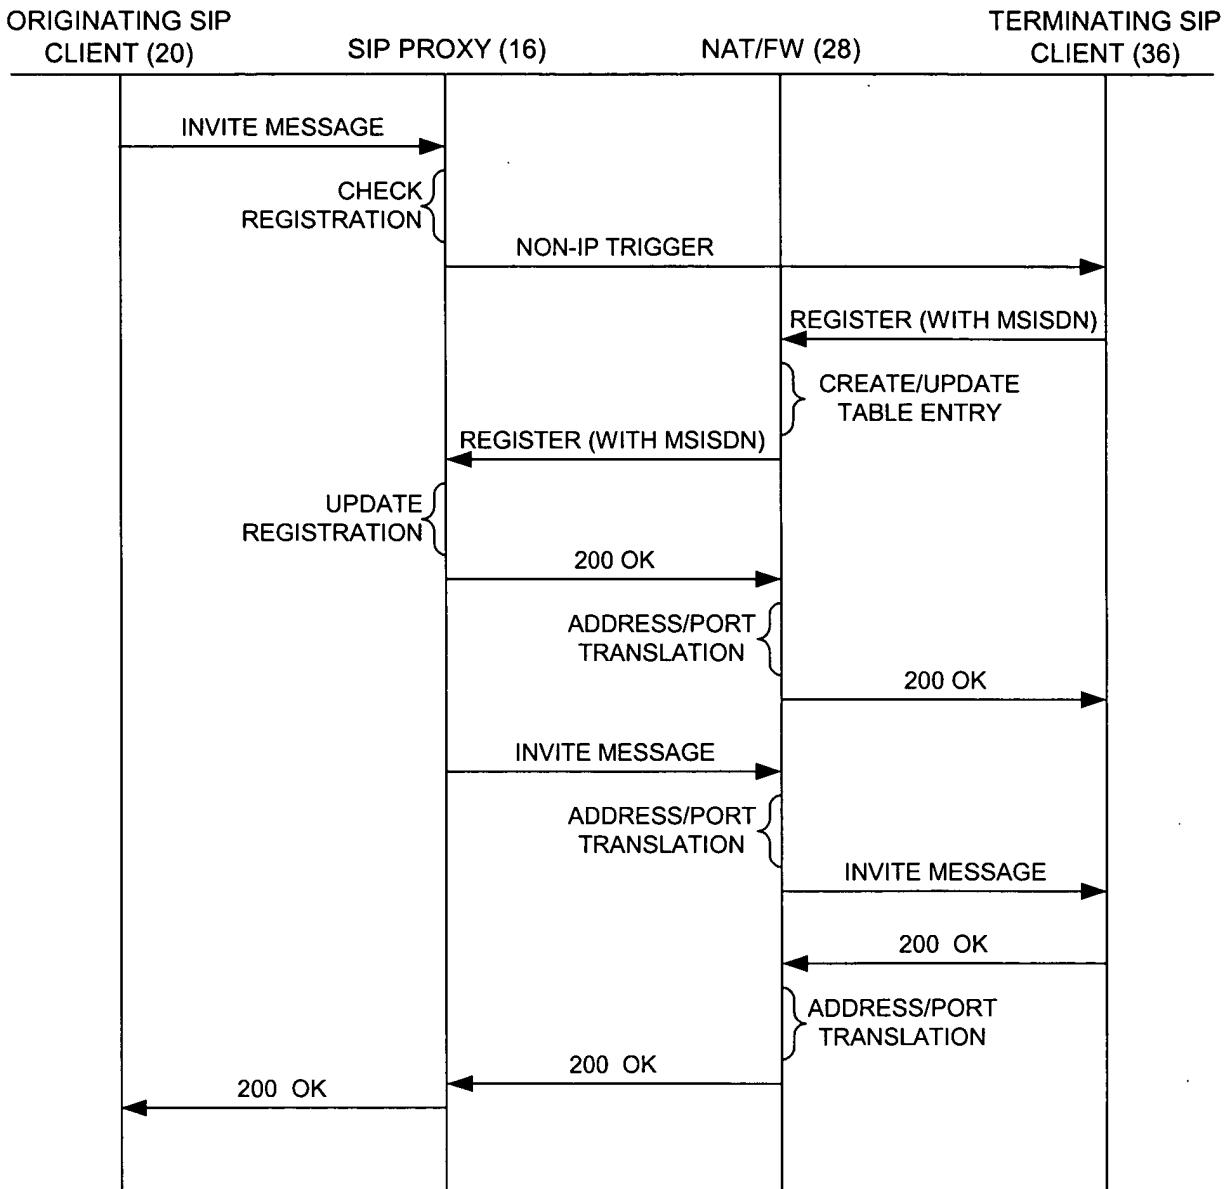 ORIGINATING SIP
CLIENT (20)
SIP PROXY (16)
NAT/FW (28)
TERMINATING SIP
CLIENT (36)
INVITE MESSAGE
CHECK
REGISTRATION
NON-IP TRIGGER
REGISTER (WITH MSISDN)
CREATE/UPDATE
TABLE ENTRY
REGISTER (WITH MSISDN)
UPDATE
REGISTRATION
200 OK
ADDRESS/PORT
TRANSLATION
200 OK
INVITE MESSAGE
ADDRESS/PORT
TRANSLATION
INVITE MESSAGE
200 OK
ADDRESS/PORT
TRANSLATION
200 OK
200 OK